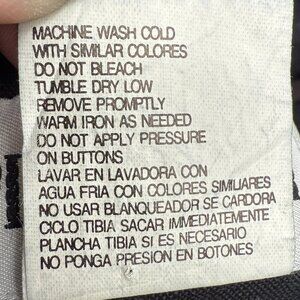 MACHINE WASH COLD
WITH SIMILAR COLORES
DO NOT BLEACH
TUMBLE DRY LOW
REMOVE PROMPTLY
WARM IRON AS NEEDED
DO NOT APPLY PRESSURE
ON BUTTONS
LAVAR EN LAVADORA CON
AGUA FRIA CON COLORES SIMILIARES
NO USAR BLANQUEADOR SE CARDORA
CICLO TIBIA SACAR IMMEDIATEMENTE
PLANCHA TIBIA SI ES NECESARIO
NO PONGA PRESION EN BOTONES